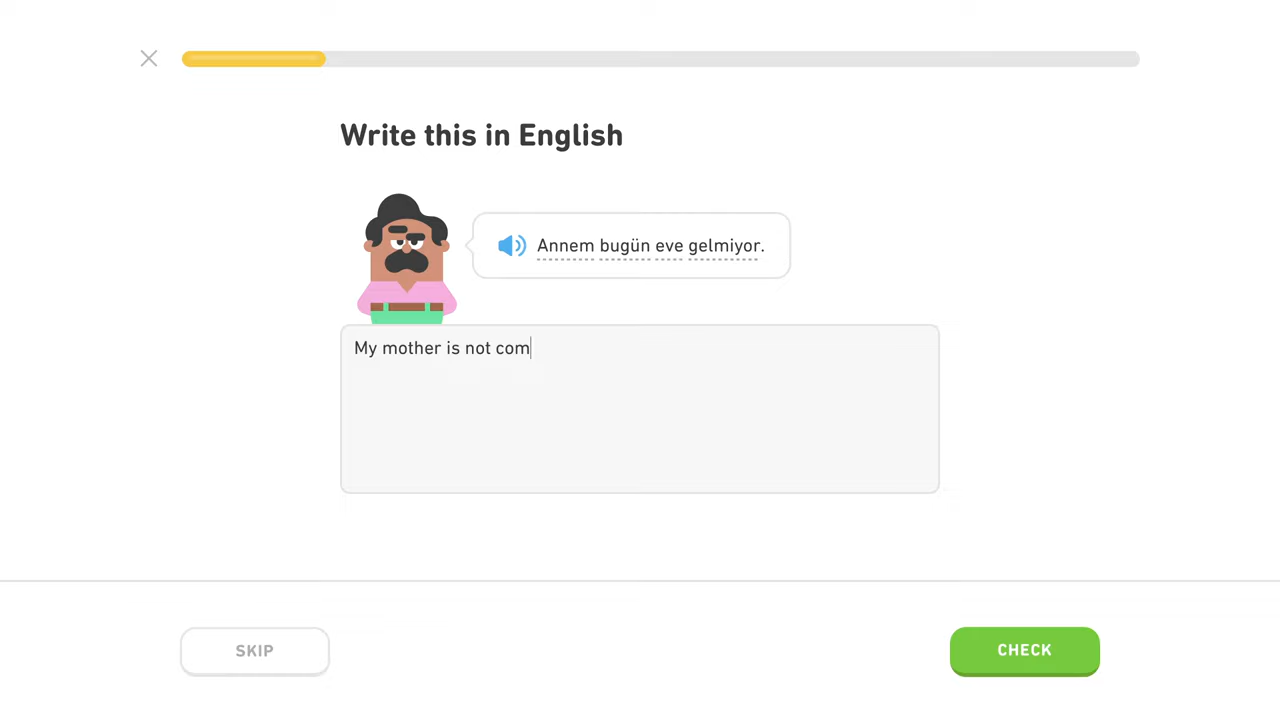 Write this in English
Annem bugün eve gelmiyor.
My mother is not com
SKIP
CHECK